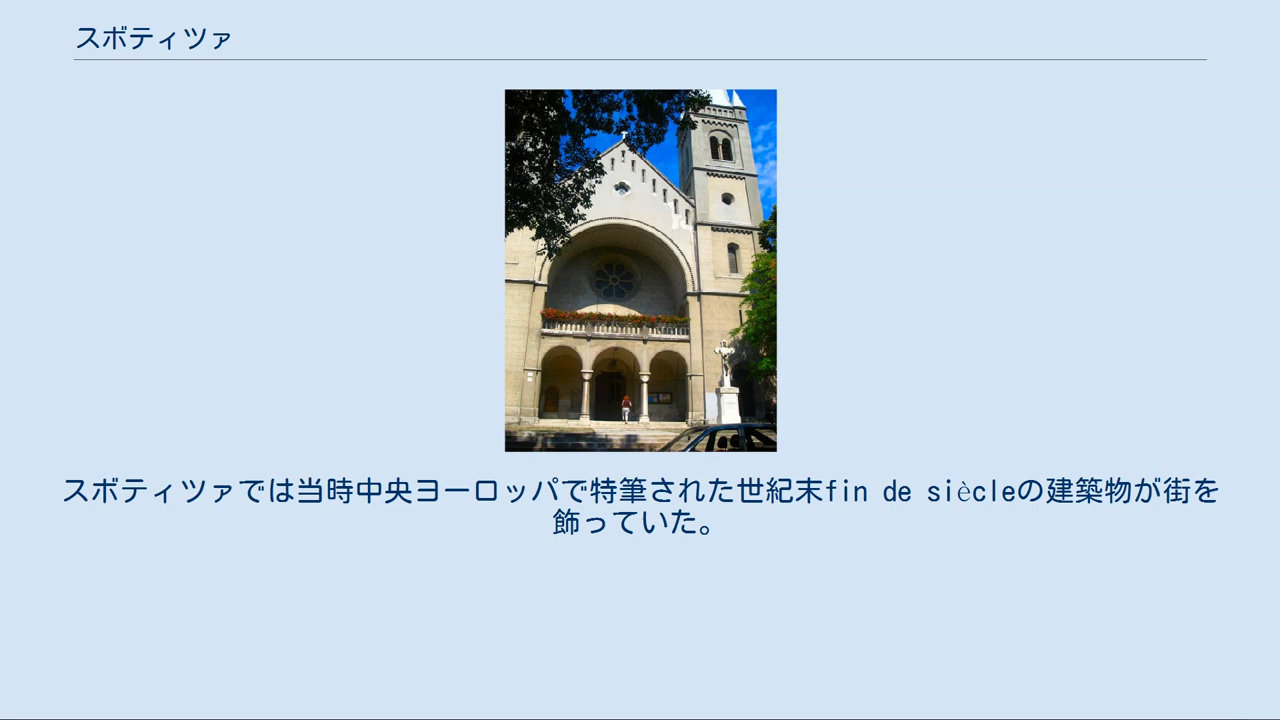 スボティツァ
スボティツァでは当時中央ヨーロッパで特筆された世紀末fin de siècleの建築物が街を
飾っていた。